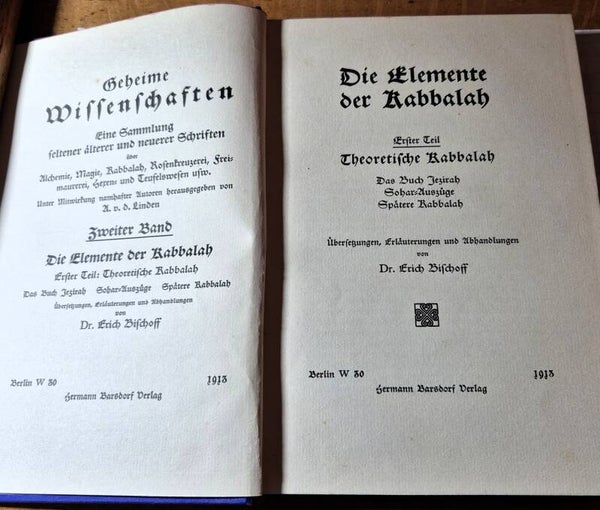 Geheime
Wissenschaften
Eine Sammlung
seltener älterer und neuerer Schriften
über
Alchemie, Magie, Kabbalah, Rosenkreuzerei, Frei-
maurerei, Hexen- und Teufelswesen usw.
Unter Mitwirkung namhafter Autoren herausgegeben von
A. v. d. Linden
Zweiter Band
Die Elemente der Kabbalah
Erster Teil: Theoretische Kabbalah
Das Buch Jezirah Sohar-Auszüge Spätere Kabbalah
Übersetzungen, Erläuterungen und Abhandlungen
von
Dr. Erich Bischoff
Berlin W 30 1913
Hermann Barsdorf Verlag
Die Elemente
der Kabbalah
Erster Teil
Theoretische Kabbalah
Das Buch Jezirah
Sohar-Auszüge
Spätere Kabbalah
Übersetzungen, Erläuterungen und Abhandlungen
von
Dr. Erich Bischoff
Berlin W 30 1913
Hermann Barsdorf Verlag